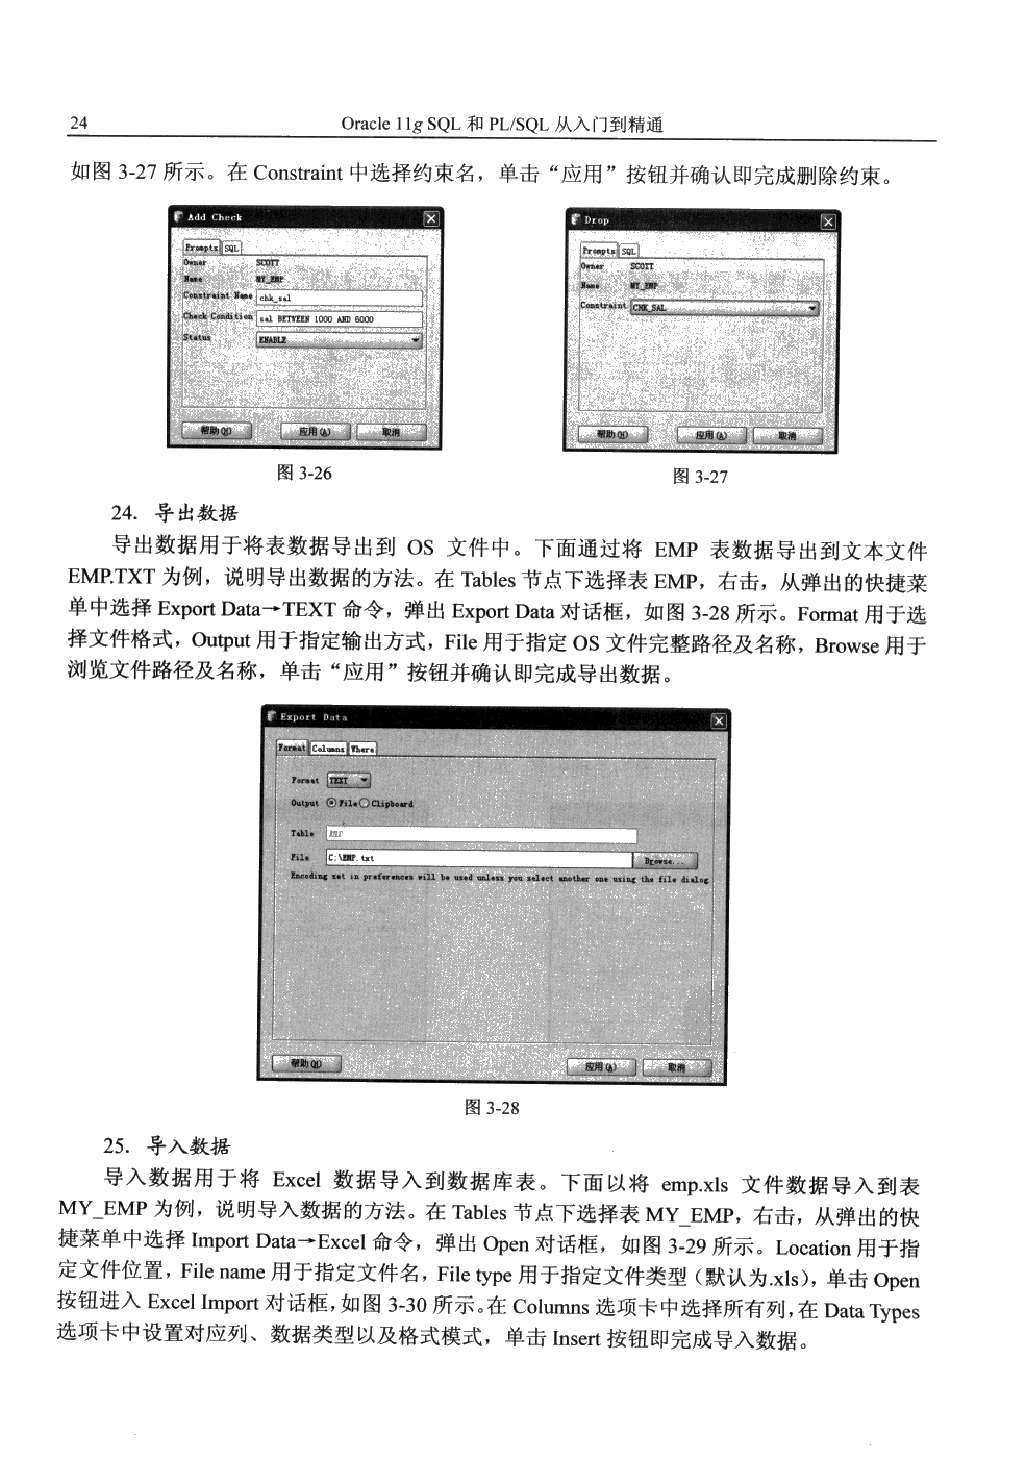 24
Oracle 11g SQL 和 PL/SQL 从入门到精通
如图 3-27 所示。在 Constraint 中选择约束名，单击“应用”按钮并确认即完成删除约束。
Add Check
Prompts SQL
Owner SCOTT
Name MY_EMP
Constraint Name chk_sal
Check Condition sal BETWEEN 1000 AND 6000
Status ENABLE
帮助(H) 应用(A) 取消
图 3-26
Drop
Prompts SQL
Owner SCOTT
Name MY_EMP
Constraint CHK_SAL
帮助(H) 应用(A) 取消
图 3-27
24. 导出数据
导出数据用于将表数据导出到 OS 文件中。下面通过将 EMP 表数据导出到文本文件
EMP.TXT 为例，说明导出数据的方法。在 Tables 节点下选择表 EMP，右击，从弹出的快捷菜
单中选择 Export Data→TEXT 命令，弹出 Export Data 对话框，如图 3-28 所示。Format 用于选
择文件格式，Output 用于指定输出方式，File 用于指定 OS 文件完整路径及名称，Browse 用于
浏览文件路径及名称，单击“应用”按钮并确认即完成导出数据。
Export Data
Format Columns Where
Format TEXT
Output File Clipboard
Table EMP
File C:\EMP.txt Browse...
Encoding set in preferences will be used unless you select another one using the file dialog
帮助(H) 应用(A) 取消
图 3-28
25. 导入数据
导入数据用于将 Excel 数据导入到数据库表。下面以将 emp.xls 文件数据导入到表
MY_EMP 为例，说明导入数据的方法。在 Tables 节点下选择表 MY_EMP，右击，从弹出的快
捷菜单中选择 Import Data→Excel 命令，弹出 Open 对话框，如图 3-29 所示。Location 用于指
定文件位置，File name 用于指定文件名，File type 用于指定文件类型（默认为.xls），单击 Open
按钮进入 Excel Import 对话框，如图 3-30 所示。在 Columns 选项卡中选择所有列，在 Data Types
选项卡中设置对应列、数据类型以及格式模式，单击 Insert 按钮即完成导入数据。